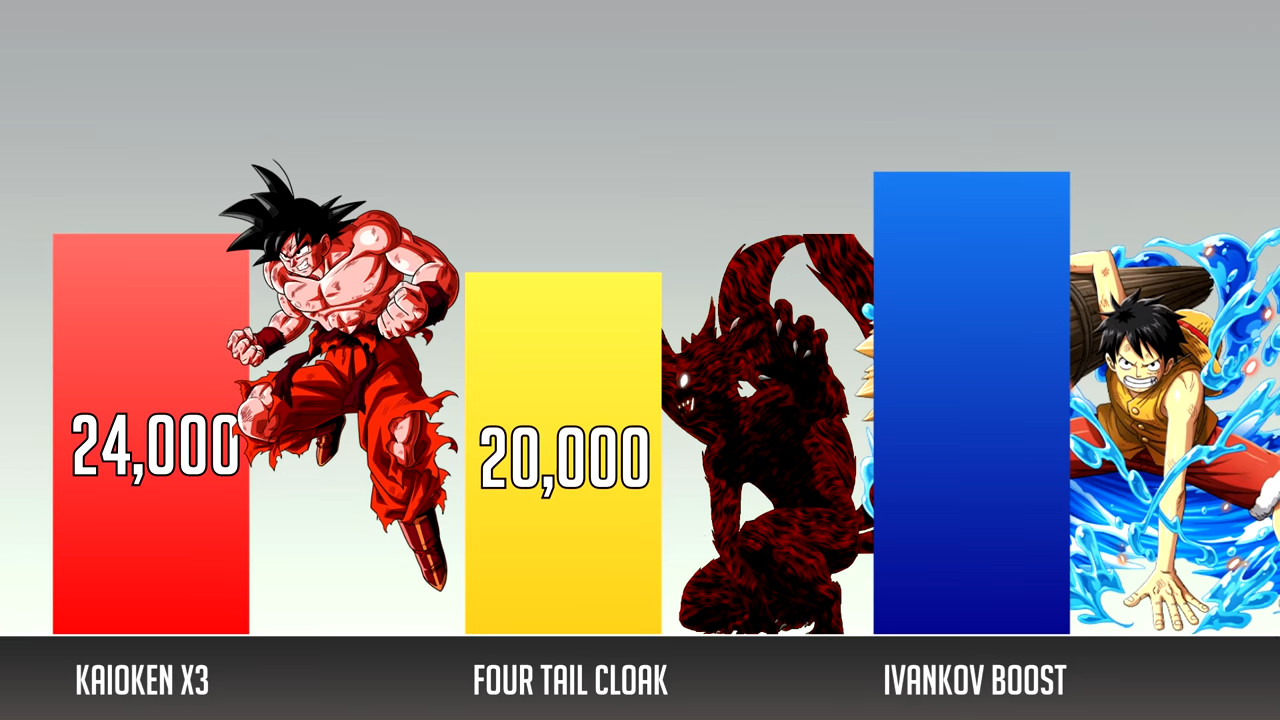 24,000
20,000
KAIOKEN X3
FOUR TAIL CLOAK
IVANKOV BOOST